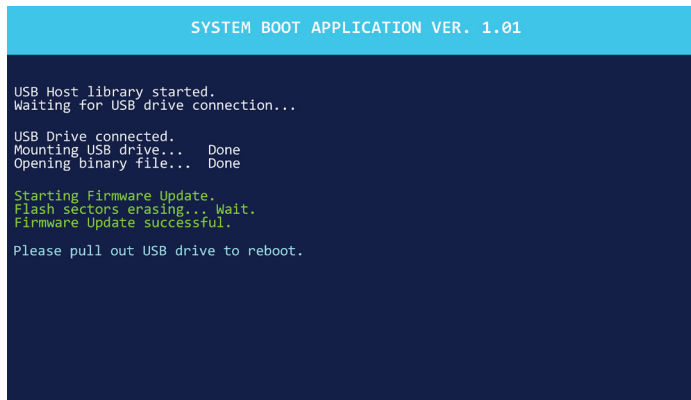 SYSTEM BOOT APPLICATION VER. 1.01
USB Host library started.
Waiting for USB drive connection...
USB Drive connected.
Mounting USB drive... Done
Opening binary file... Done
Starting Firmware Update.
Flash sectors erasing... Wait.
Firmware Update successful.
Please pull out USB drive to reboot.